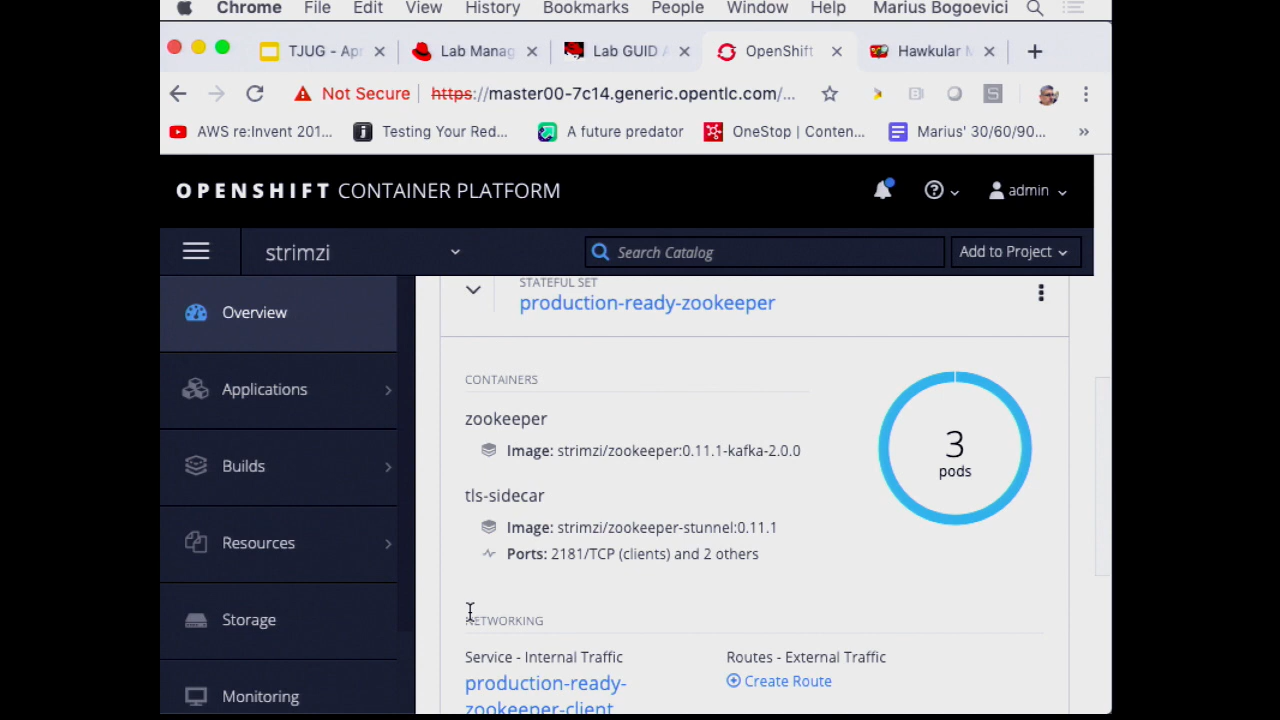 Chrome File Edit View History Bookmarks People Window Help Marius Bogoevici
TJUG - Apr Lab Manag Lab GUID OpenShift Hawkular M
Not Secure https://master00-7c14.generic.opentlc.com/...
AWS re:Invent 201... Testing Your Red... A future predator OneStop | Conten... Marius' 30/60/90... »
OPENSHIFT CONTAINER PLATFORM admin
strimzi Search Catalog Add to Project
STATEFUL SET
production-ready-zookeeper
Overview
Applications
Builds
Resources
Storage
Monitoring
CONTAINERS
zookeeper
Image: strimzi/zookeeper:0.11.1-kafka-2.0.0
tls-sidecar
Image: strimzi/zookeeper-stunnel:0.11.1
Ports: 2181/TCP (clients) and 2 others
3
pods
NETWORKING
Service - Internal Traffic
production-ready-
zookeeper-client
Routes - External Traffic
Create Route